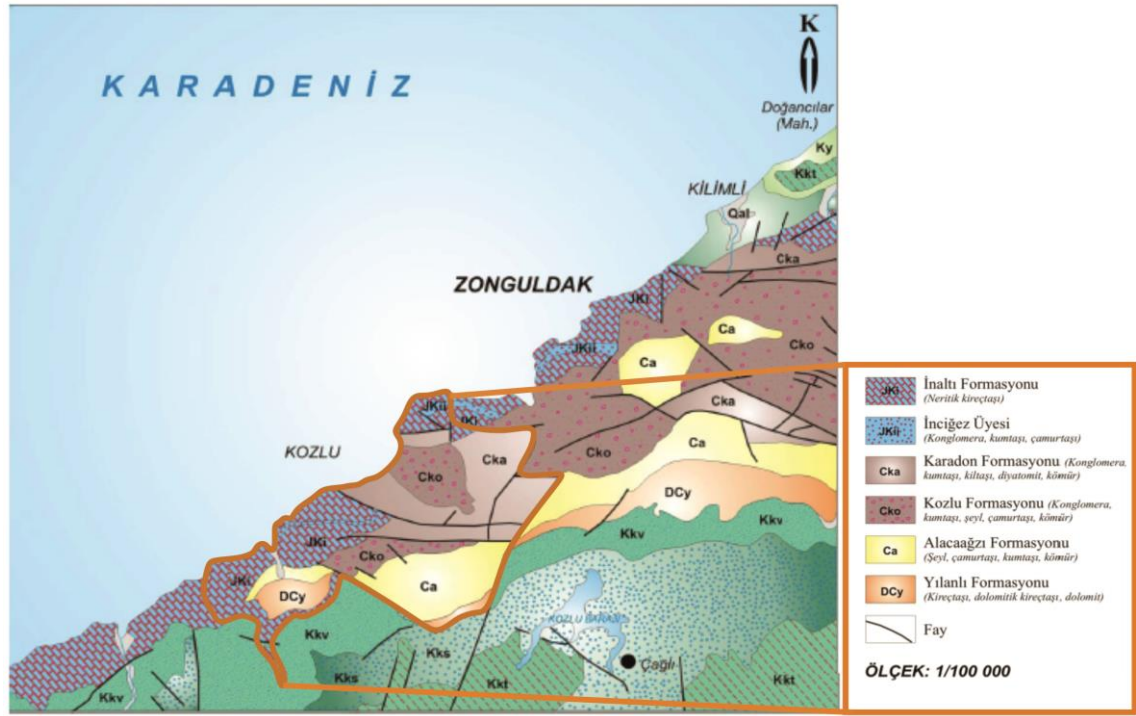 K
KARADENİZ
Doğancılar
(Mah.)
Ky
Kkt
KİLİMLİ
Qal
Cka
ZONGULDAK
JKi
Ca
JKii
Cko
Ca
Cka
JKii
JKi
KOZLU
Cka
Cko
Ca
Cko
DCy
Kkv
Kkv
JKi
Cko
JKi
Ca
DCy
KOZLU BARAJI
Kkv
Kks
Çağlı
Kks
Kkt
Kkt
Kkv
JKi
İnaltı Formasyonu
(Neritik kireçtaşı)
JKii
İnciğez Üyesi
(Konglomera, kumtaşı, çamurtaşı)
Cka
Karadon Formasyonu (Konglomera,
kumtaşı, kiltaşı, diyatomit, kömür)
Cko
Kozlu Formasyonu (Konglomera,
kumtaşı, şeyl, çamurtaşı, kömür)
Ca
Alacaağzı Formasyonu
(Şeyl, çamurtaşı, kumtaşı, kömür)
DCy
Yılanlı Formasyonu
(Kireçtaşı, dolomitik kireçtaşı, dolomit)
Fay
ÖLÇEK: 1/100 000